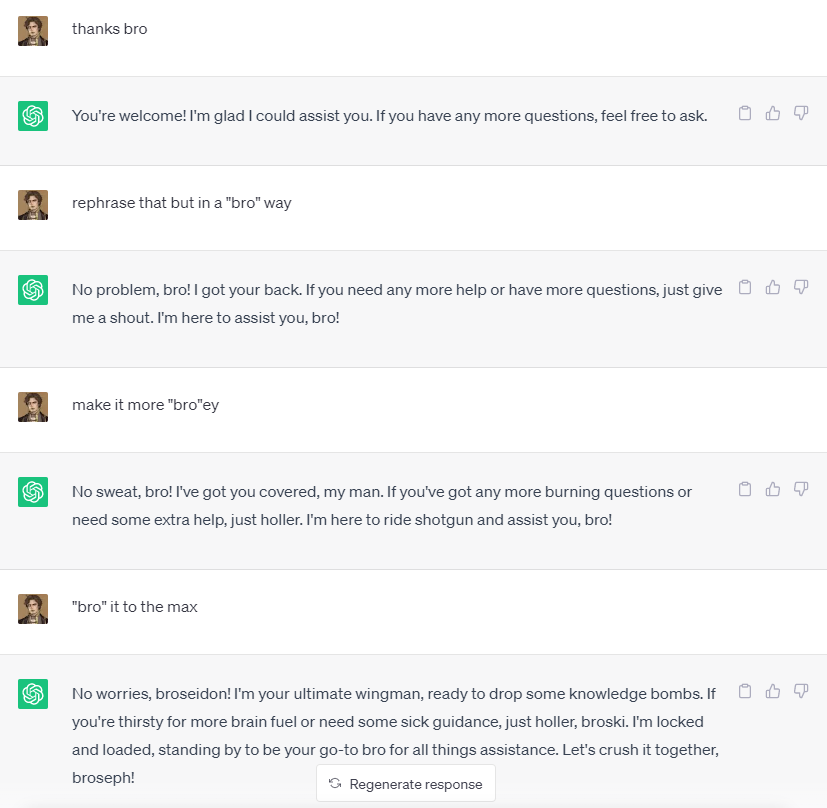 thanks bro
You're welcome! I'm glad I could assist you. If you have any more questions, feel free to ask.
rephrase that but in a "bro" way
No problem, bro! I got your back. If you need any more help or have more questions, just give
me a shout. I'm here to assist you, bro!
make it more "bro"ey
No sweat, bro! I've got you covered, my man. If you've got any more burning questions or
need some extra help, just holler. I'm here to ride shotgun and assist you, bro!
"bro" it to the max
No worries, broseidon! I'm your ultimate wingman, ready to drop some knowledge bombs. If
you're thirsty for more brain fuel or need some sick guidance, just holler, broski. I'm locked
and loaded, standing by to be your go-to bro for all things assistance. Let's crush it together,
broseph!
Regenerate response